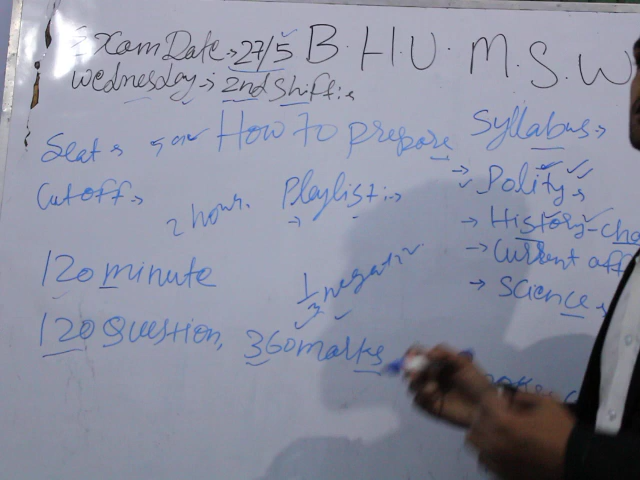 Exam Date → 27/5 B.H.U. M.S.W
Wednesday → 2nd Shift :
Seat → How To prepare Syllabus →
Cutoff → 2 hour. Playlist :→ → Polity →
→ History - 
120 minute 1/3 negative → Current aff
120 Question, 360 marks → Science →